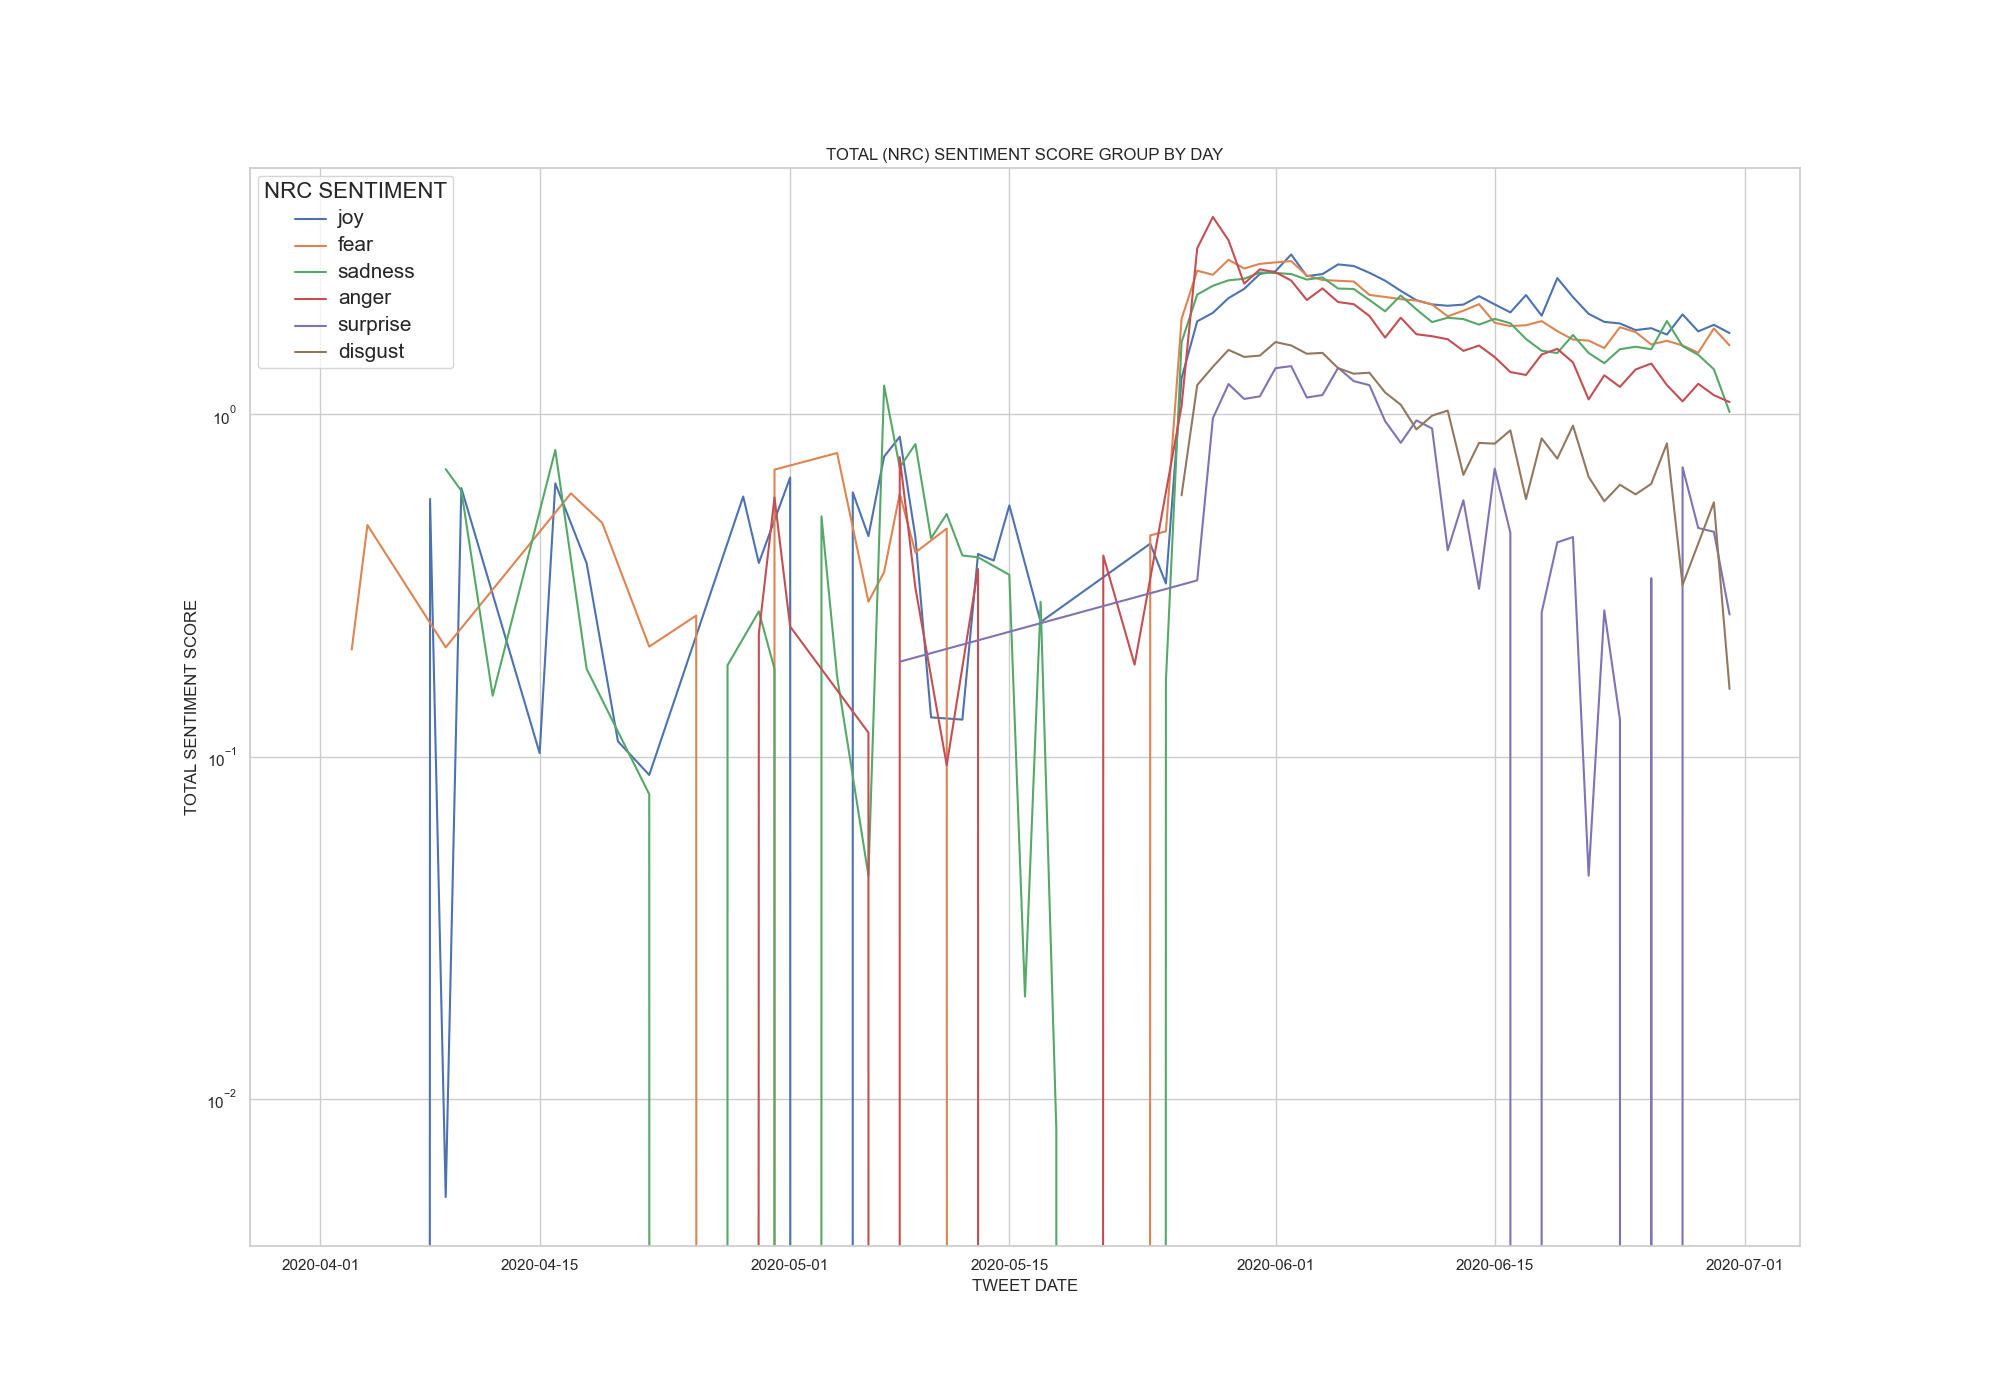 TOTAL (NRC) SENTIMENT SCORE GROUP BY DAY
NRC SENTIMENT
joy
fear
sadness
anger
surprise
disgust
10⁰
10⁻¹
10⁻²
TOTAL SENTIMENT SCORE
2020-04-01 2020-04-15 2020-05-01 2020-05-15 2020-06-01 2020-06-15 2020-07-01
TWEET DATE